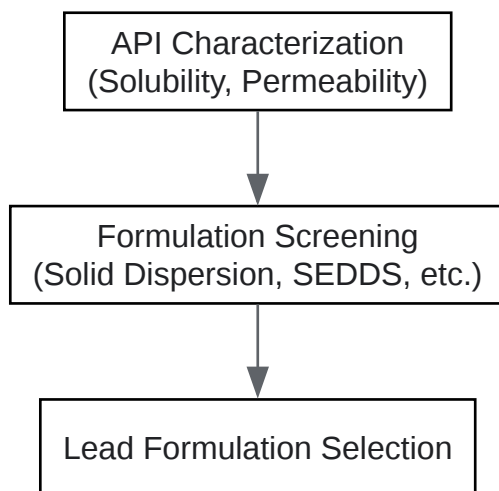 API Characterization
(Solubility, Permeability)
Formulation Screening
(Solid Dispersion, SEDDS, etc.)
Lead Formulation Selection